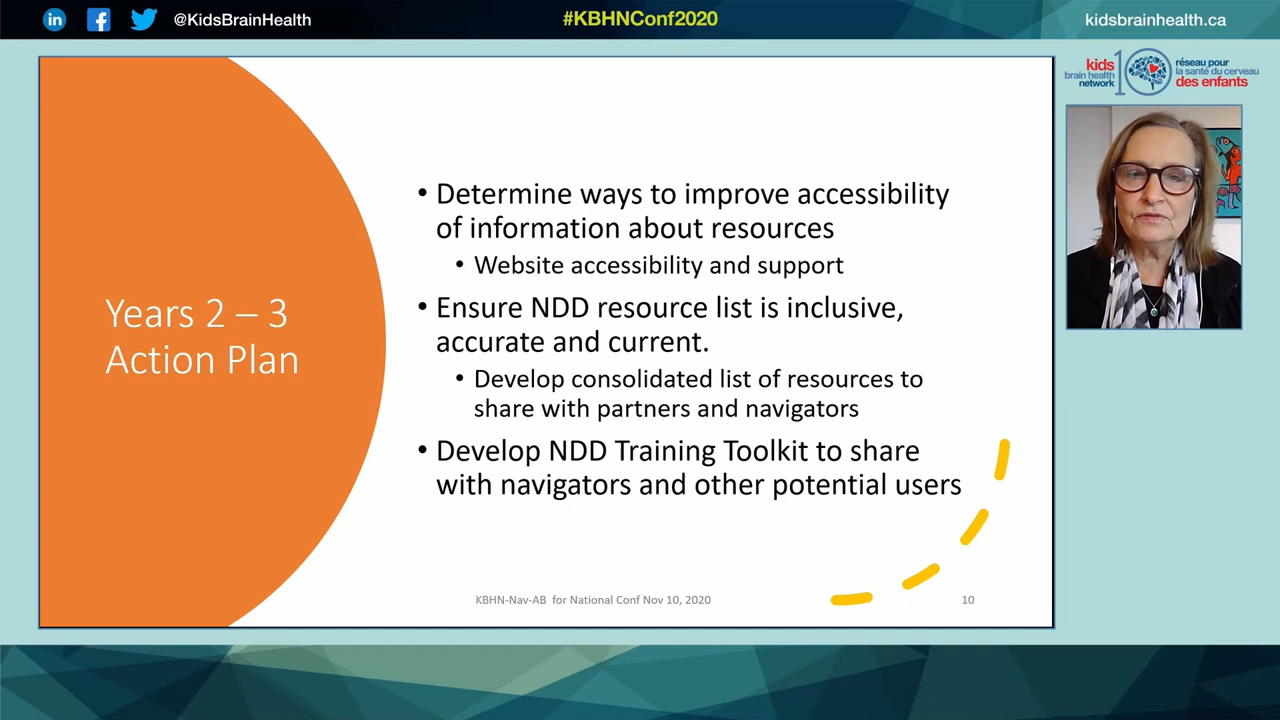 @KidsBrainHealth
#KBHNConf2020
kidsbrainhealth.ca
kids
brain health
network
10
réseau pour
la santé du cerveau
des enfants
Years 2 – 3
Action Plan
• Determine ways to improve accessibility
of information about resources
• Website accessibility and support
• Ensure NDD resource list is inclusive,
accurate and current.
• Develop consolidated list of resources to
share with partners and navigators
• Develop NDD Training Toolkit to share
with navigators and other potential users
KBHN-Nav-AB for National Conf Nov 10, 2020
10